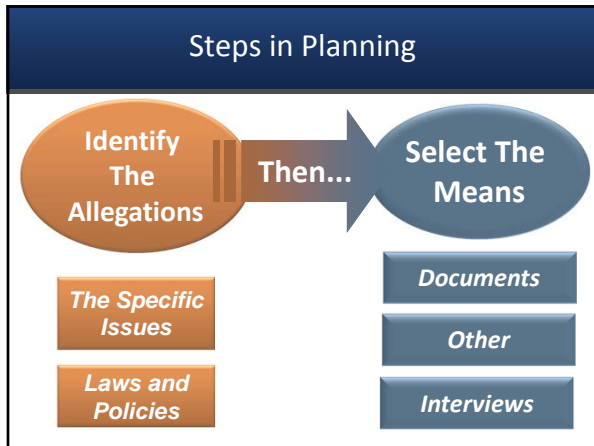 Steps in Planning
Identify
The
Allegations
Then...
Select The
Means
The Specific
Issues
Laws and
Policies
Documents
Other
Interviews